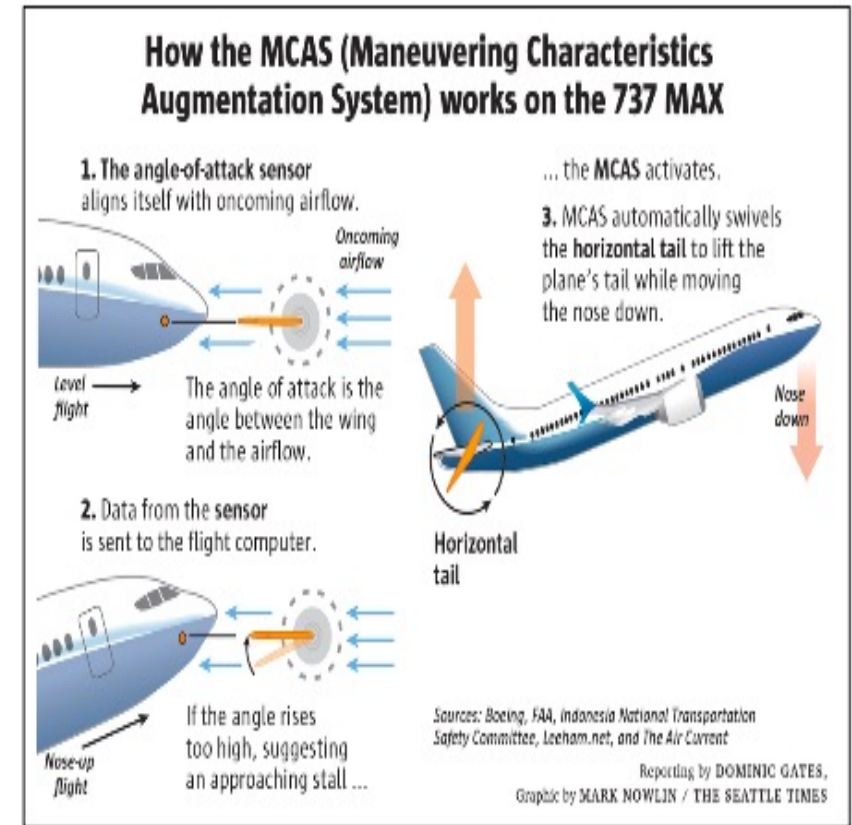 How the MCAS (Maneuvering Characteristics
Augmentation System) works on the 737 MAX
1. The angle-of-attack sensor
aligns itself with oncoming airflow.
Oncoming
airflow
Level
flight
The angle of attack is the
angle between the wing
and the airflow.
2. Data from the sensor
is sent to the flight computer.
Nose-up
flight
If the angle rises
too high, suggesting
an approaching stall ...
... the MCAS activates.
3. MCAS automatically swivels
the horizontal tail to lift the
plane's tail while moving
the nose down.
Nose
down
Horizontal
tail
Sources: Boeing, FAA, Indonesia National Transportation
Safety Committee, Leeham.net, and The Air Current
Reporting by DOMINIC GATES,
Graphic by MARK NOWLIN / THE SEATTLE TIMES